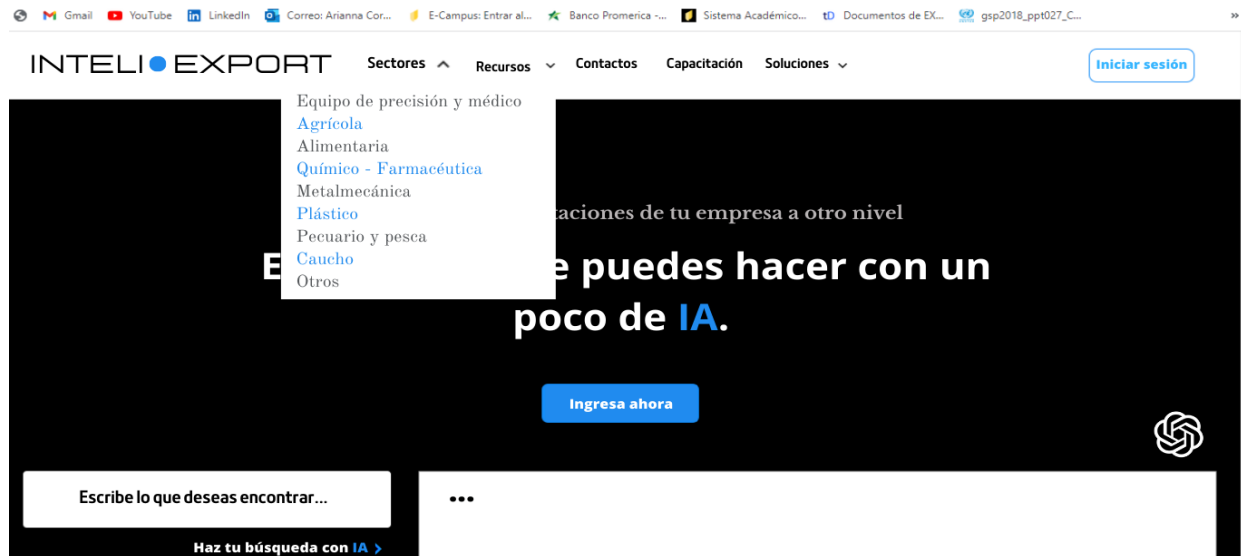 Gmail YouTube LinkedIn Correo: Arianna Cor... E-Campus: Entrar al... Banco Promerica -... Sistema Académico... tD Documentos de EX... gsp2018_ppt027_C... »
INTELI EXPORT Sectores Recursos Contactos Capacitación Soluciones Iniciar sesión
Equipo de precisión y médico
Agrícola
Alimentaria
Químico - Farmacéutica
Metalmecánica
Plástico
Pecuario y pesca
Caucho
Otros
taciones de tu empresa a otro nivel
E e puedes hacer con un
poco de IA.
Ingresa ahora
Escribe lo que deseas encontrar... •••
Haz tu búsqueda con IA >